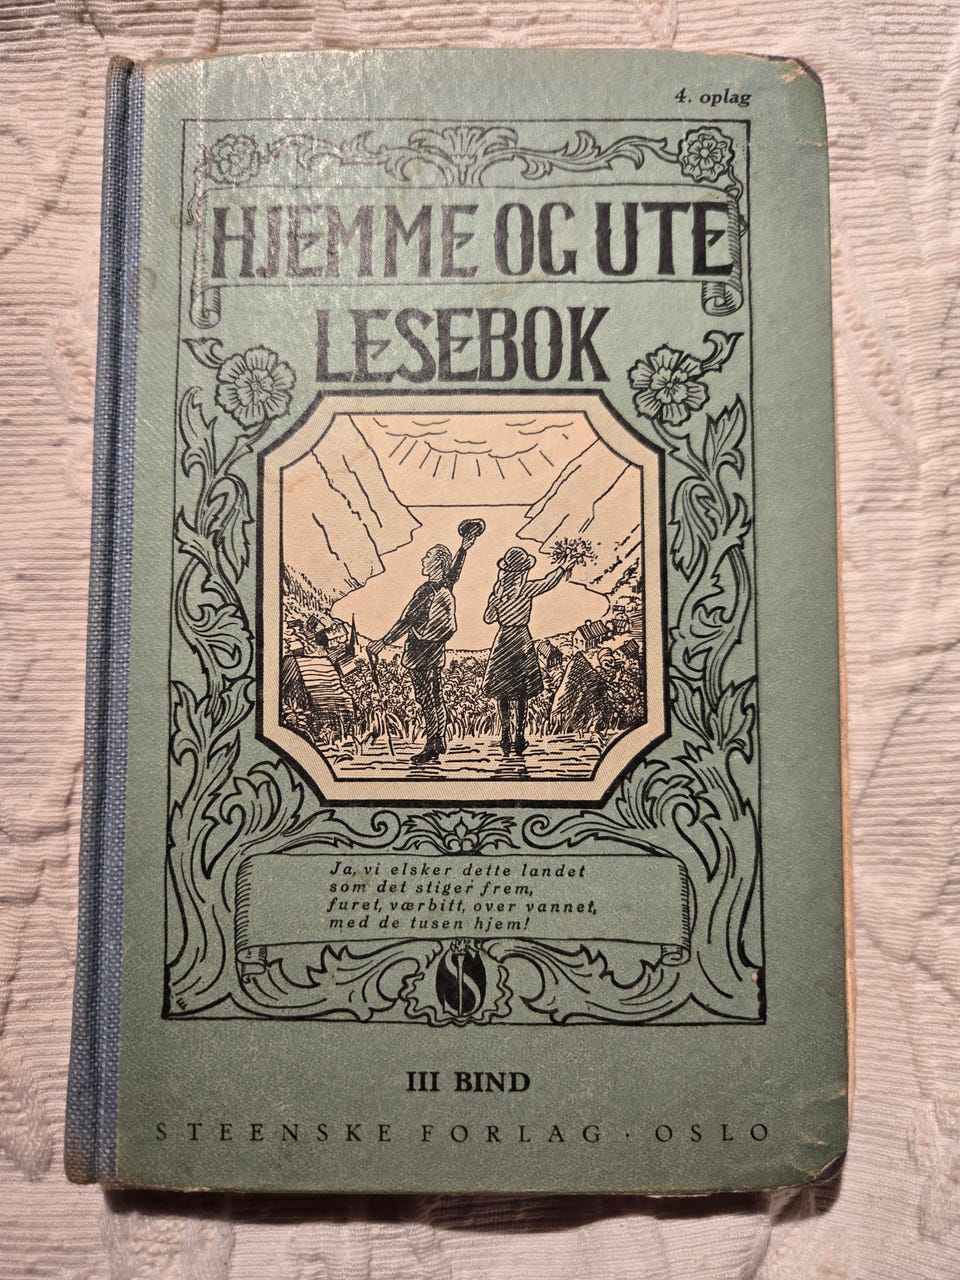 4. oplag
HJEMME OG UTE
LESEBOK
Ja, vi elsker dette landet
som det stiger frem,
furet, værbitt, over vannet,
med de tusen hjem!
S
III BIND
STEENSKE FORLAG · OSLO